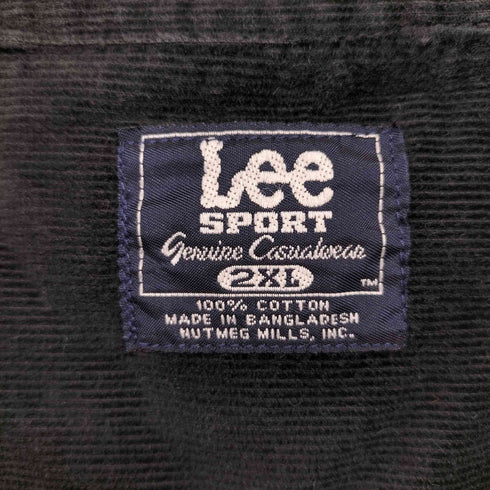 Lee
SPORT
Genuine Casualwear
2XL
TM
100% COTTON
MADE IN BANGLADESH
NUTMEG MILLS, INC.